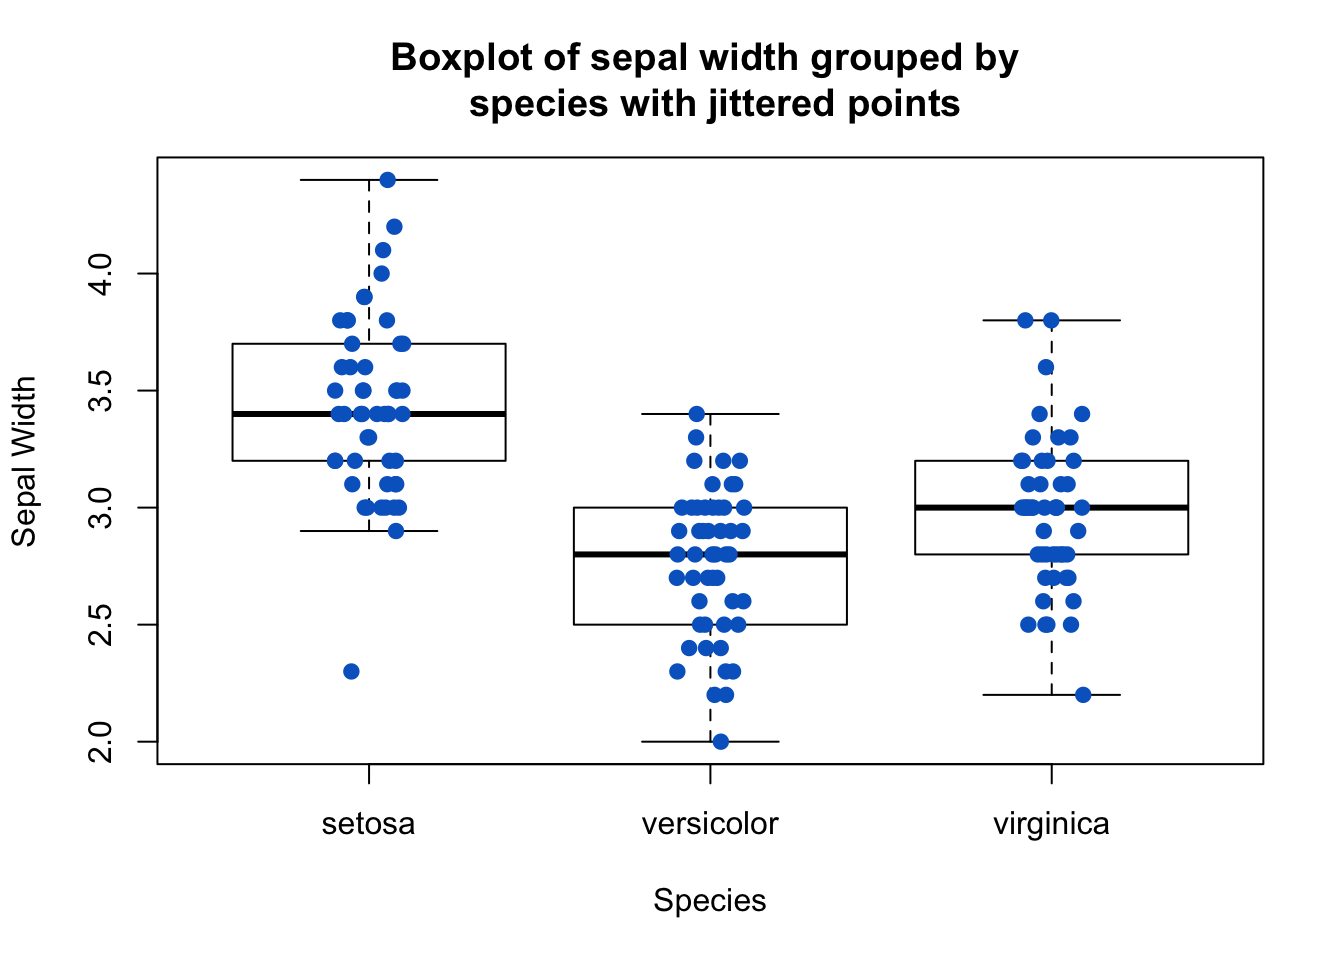 Boxplot of sepal width grouped by
species with jittered points
Sepal Width
4.0
3.5
3.0
2.5
2.0
setosa versicolor virginica
Species